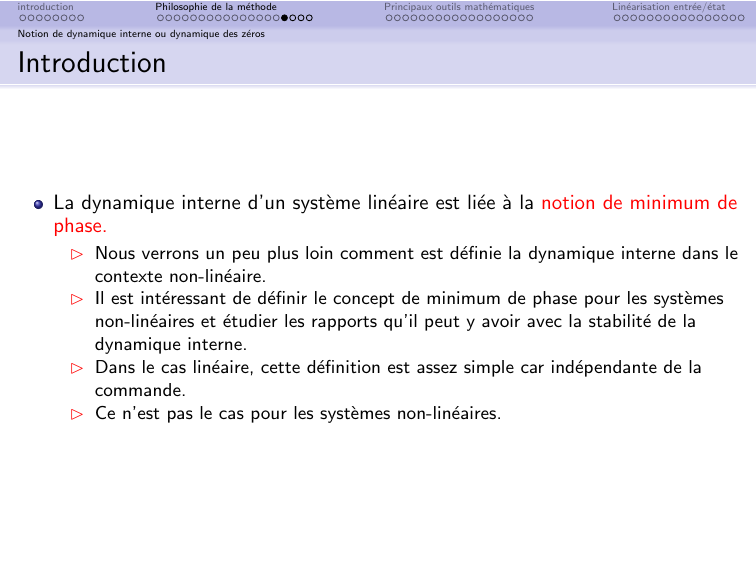 introduction
Philosophie de la méthode
Principaux outils mathématiques
Linéarisation entrée/état
Notion de dynamique interne ou dynamique des zéros
Introduction
La dynamique interne d'un système linéaire est liée à la notion de minimum de
phase.
Nous verrons un peu plus loin comment est définie la dynamique interne dans le
contexte non-linéaire.
Il est intéressant de définir le concept de minimum de phase pour les systèmes
non-linéaires et étudier les rapports qu'il peut y avoir avec la stabilité de la
dynamique interne.
Dans le cas linéaire, cette définition est assez simple car indépendante de la
commande.
Ce n'est pas le cas pour les systèmes non-linéaires.